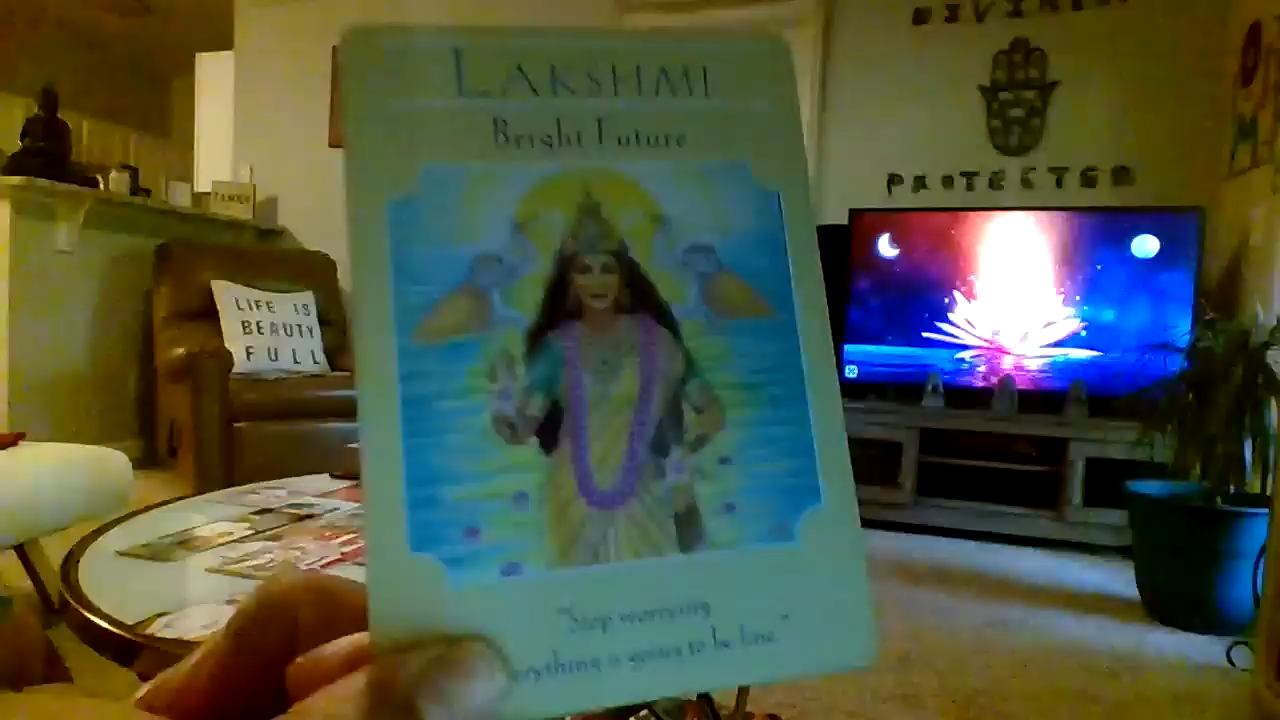 LAKSHMI
Bright Future
"Stop worrying.
everything is going to be fine."
LIFE IS
BEAUTY
FULL
PROTECTED